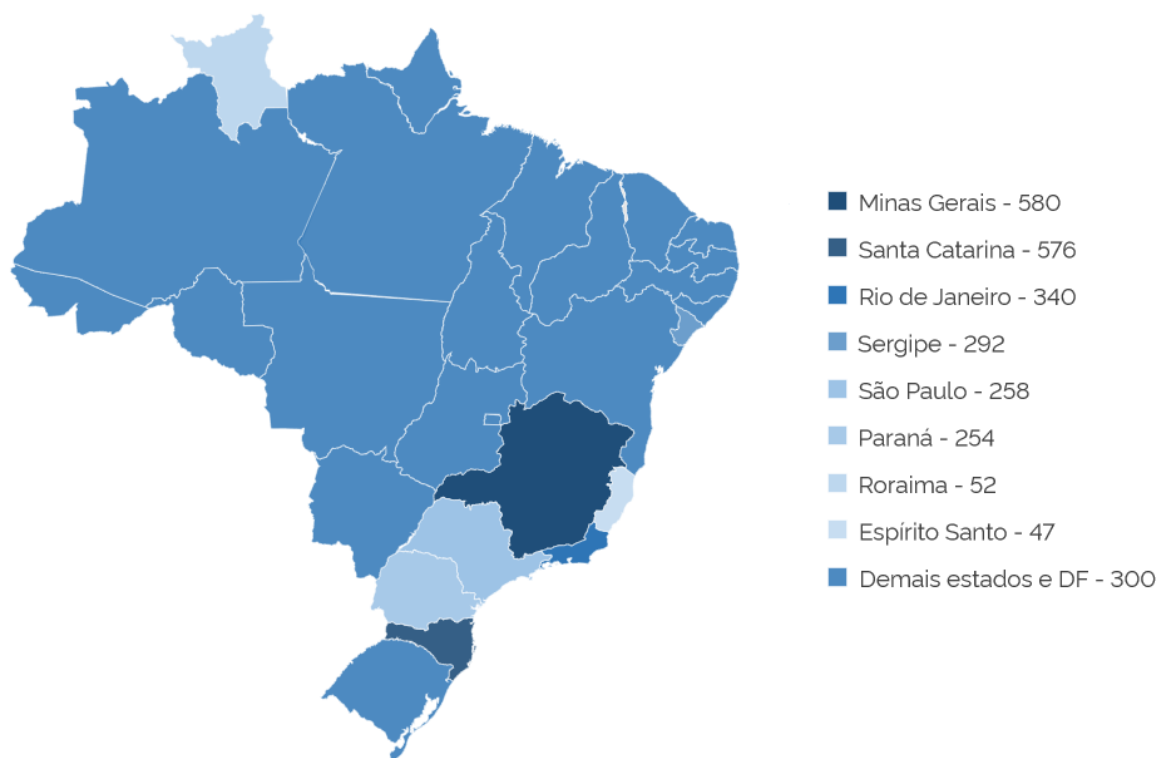 Minas Gerais - 580
Santa Catarina - 576
Rio de Janeiro - 340
Sergipe - 292
São Paulo - 258
Paraná - 254
Roraima - 52
Espírito Santo - 47
Demais estados e DF - 300